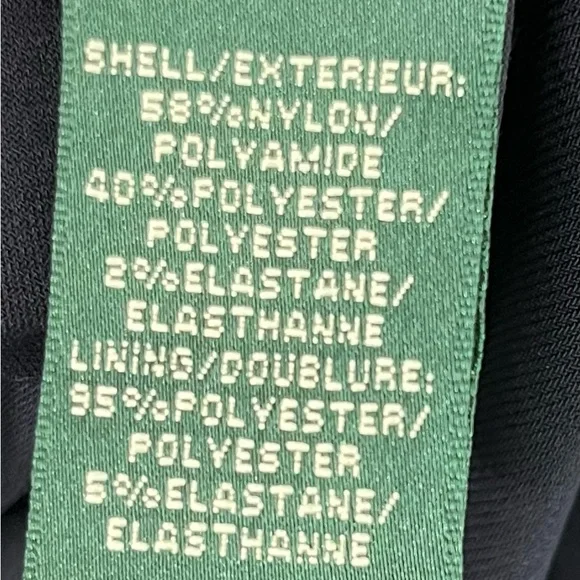 SHELL/EXTERIEUR:
58%NYLON/
POLYAMIDE
40%POLYESTER/
POLYESTER
2%ELASTANE/
ELASTHANNE
LINING/DOUBLURE:
95%POLYESTER/
POLYESTER
5%ELASTANE/
ELASTHANNE